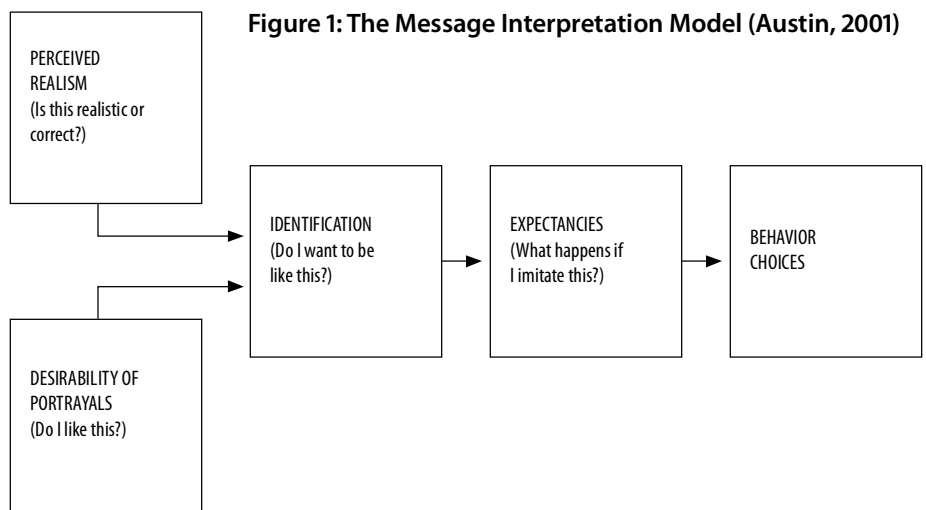 Figure 1: The Message Interpretation Model (Austin, 2001)
PERCEIVED
REALISM
(Is this realistic or
correct?)
DESIRABILITY OF
PORTRAYALS
(Do I like this?)
IDENTIFICATION
(Do I want to be
like this?)
EXPECTANCIES
(What happens if
I imitate this?)
BEHAVIOR
CHOICES